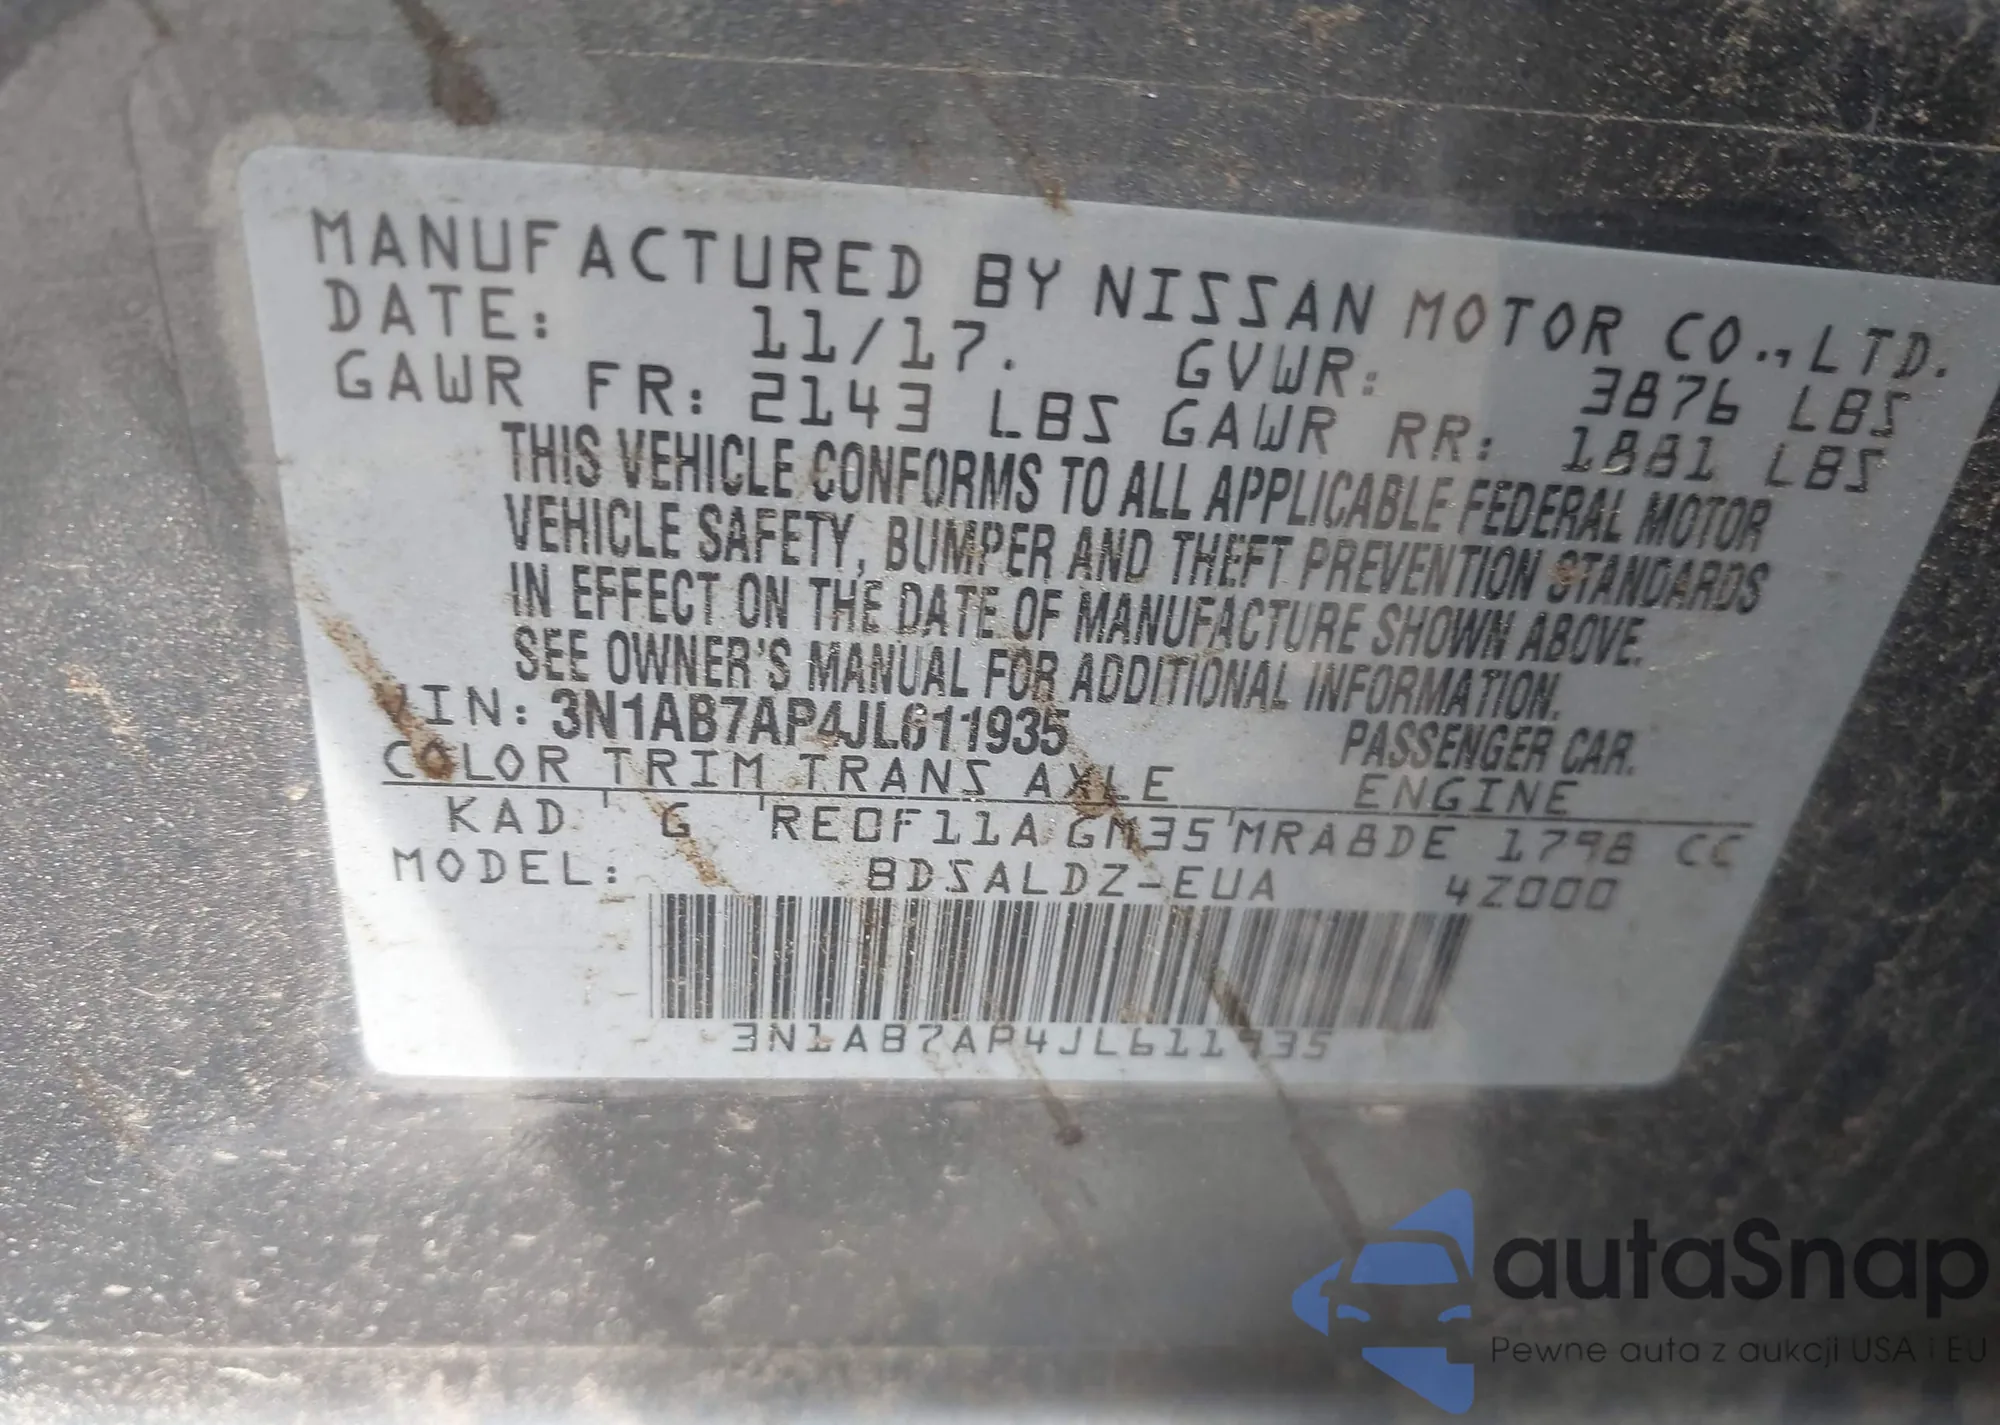 MANUFACTURED BY NISSAN MOTOR CO.,LTD.
DATE: 11/17. GVWR: 3876 LBS
GAWR FR: 2143 LBS GAWR RR: 1881 LBS
THIS VEHICLE CONFORMS TO ALL APPLICABLE FEDERAL MOTOR
VEHICLE SAFETY, BUMPER AND THEFT PREVENTION STANDARDS
IN EFFECT ON THE DATE OF MANUFACTURE SHOWN ABOVE.
SEE OWNER'S MANUAL FOR ADDITIONAL INFORMATION.
VIN: 3N1AB7AP4JL611935 PASSENGER CAR.
COLOR TRIM TRANS AXLE ENGINE
KAD G RE0F11A GM35 MRA8DE 1798 CC
MODEL: BDSALDZ-EUA 4Z000
3N1AB7AP4JL611935
autaSnap
Pewne auta z aukcji USA i EU